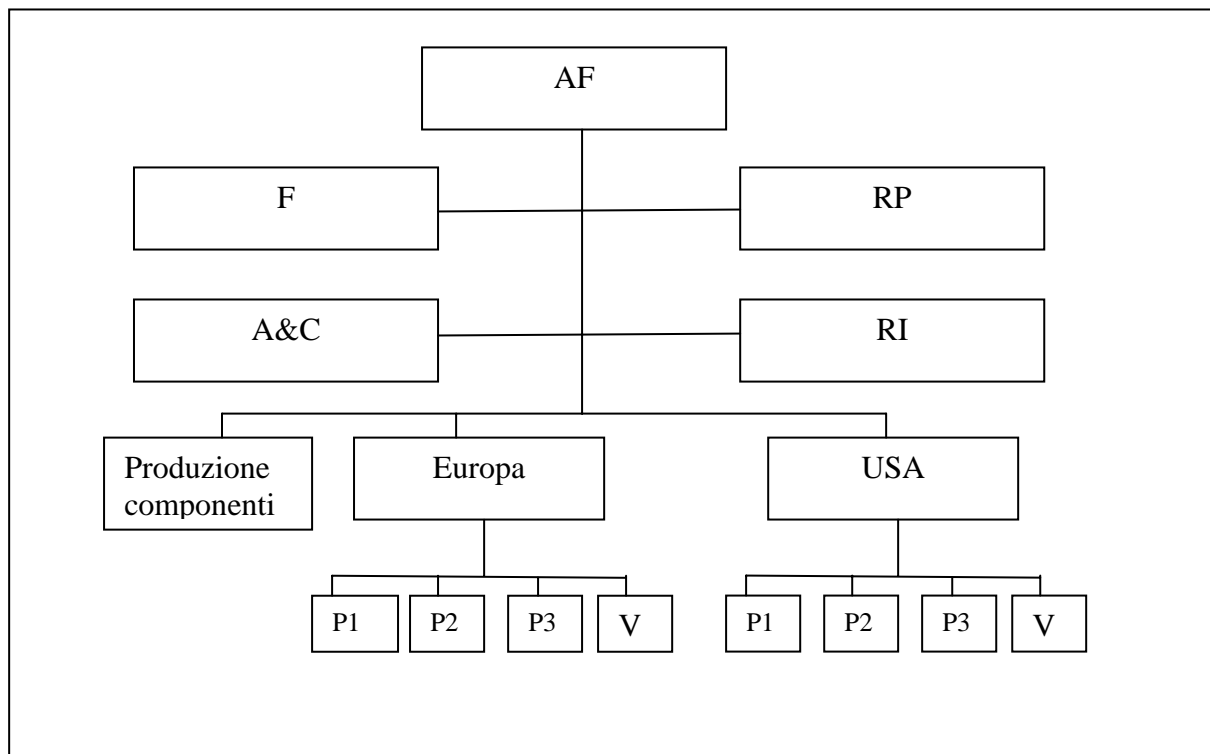 AF
F
RP
A&C
RI
Produzione
componenti
Europa
USA
P1
P2
P3
V
P1
P2
P3
V